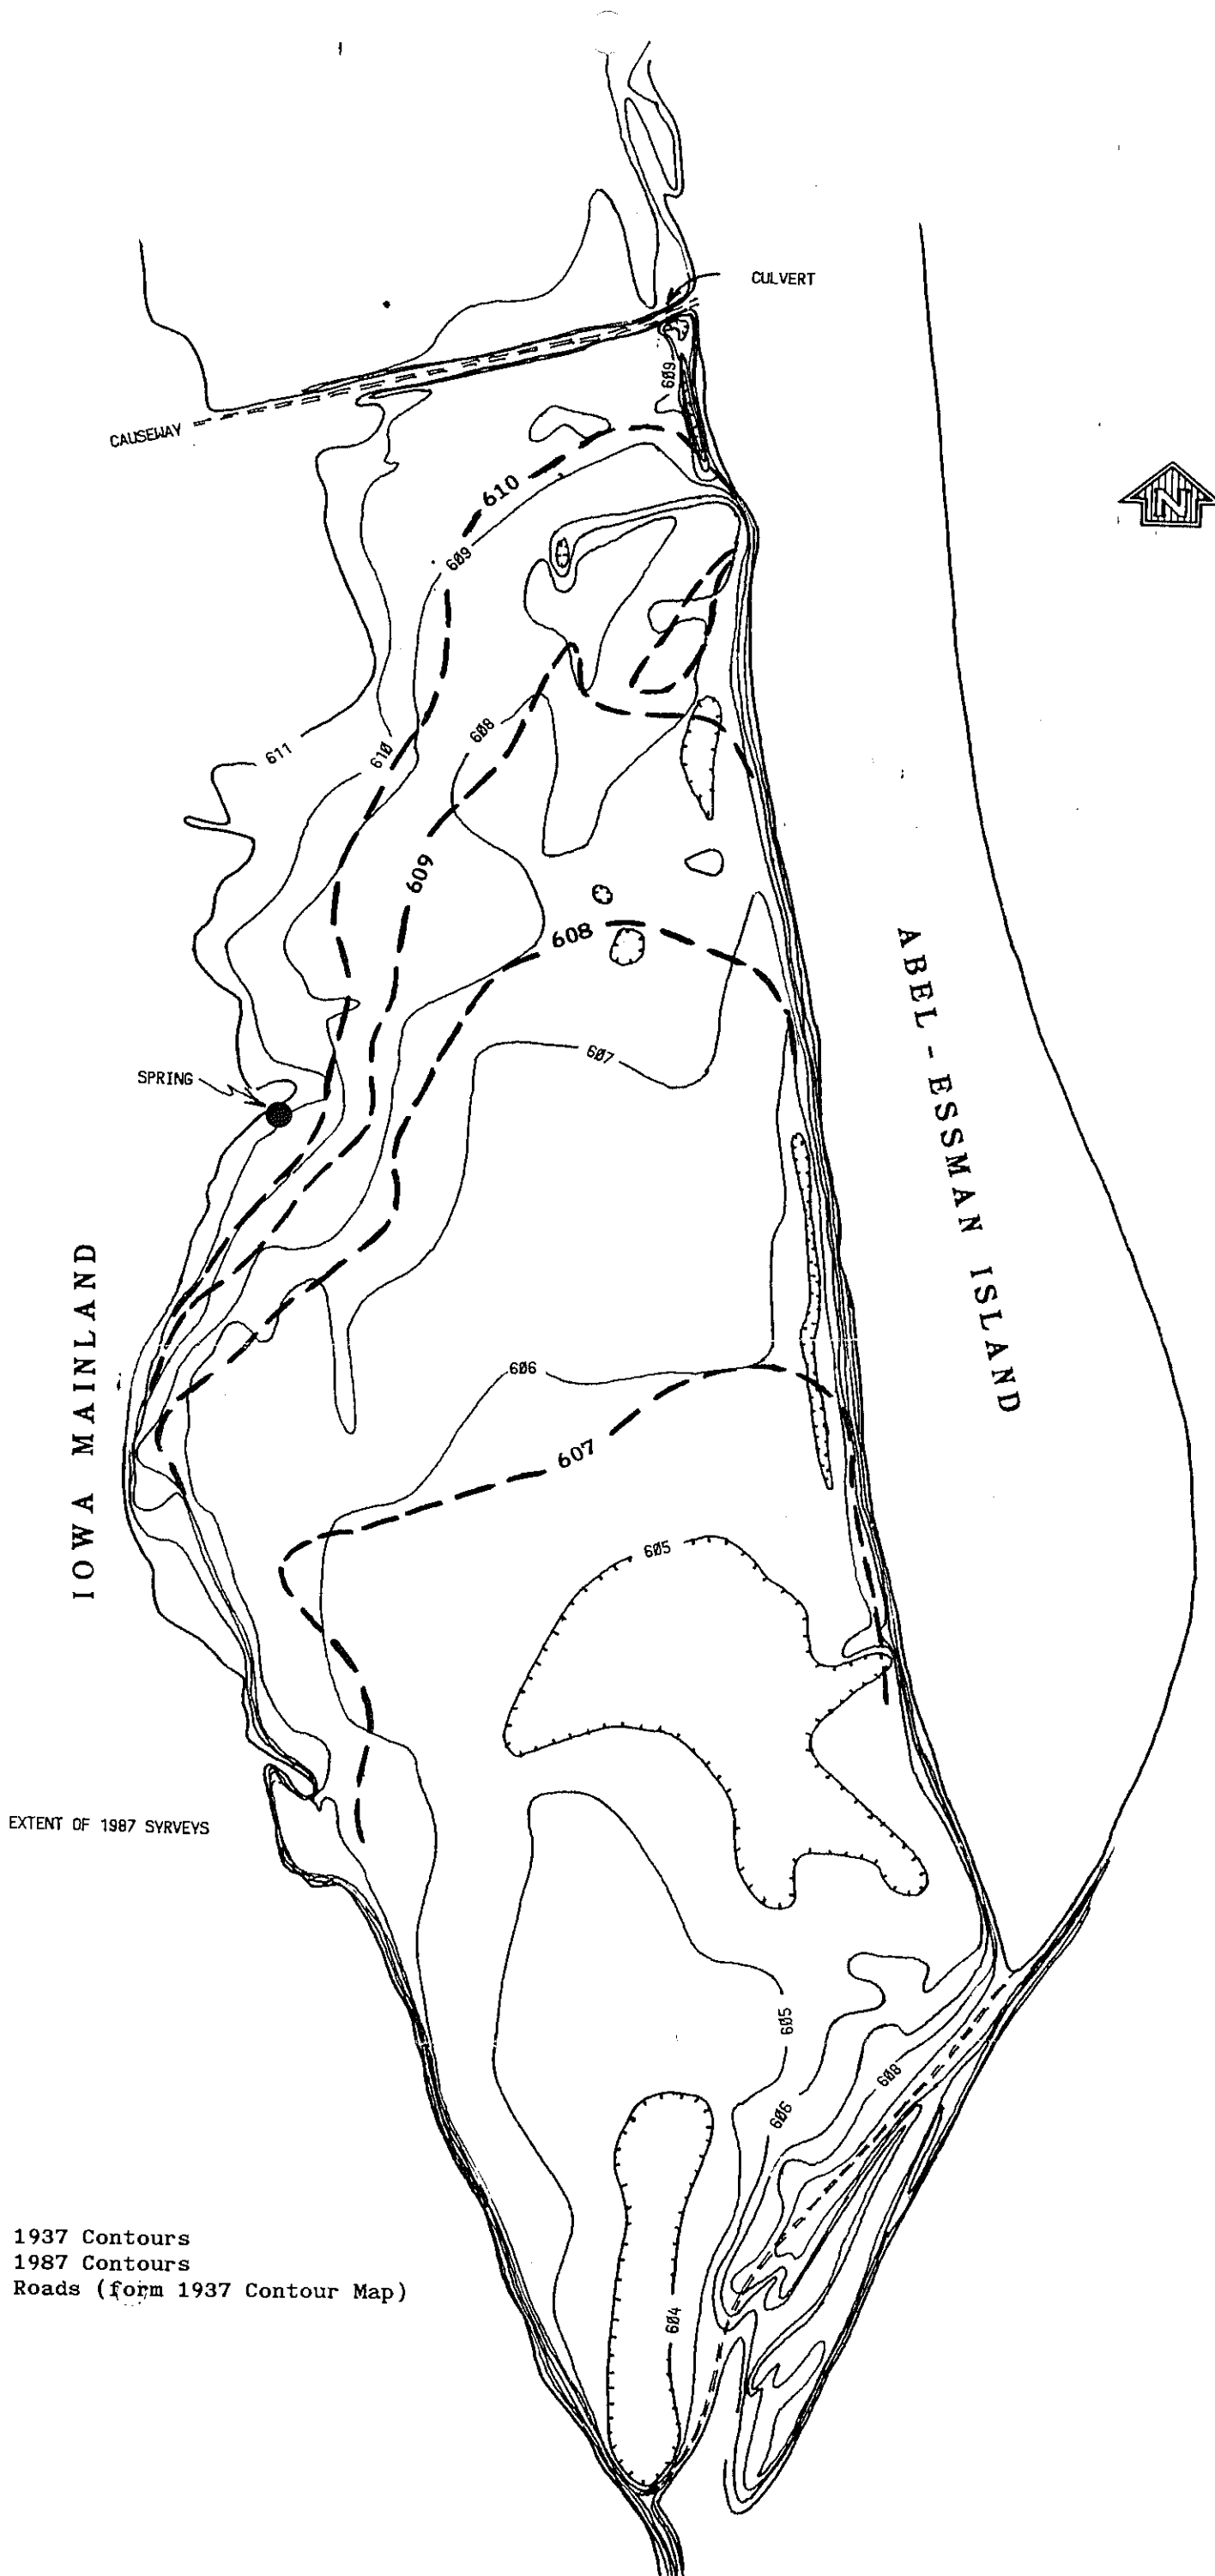 CULVERT
CAUSEWAY
609
N
610
609
608
611
610
609
608
607
SPRING
ABEL - ESSMAN ISLAND
IOWA MAINLAND
606
607
605
EXTENT OF 1987 SYRVEYS
605
608
606
604
1937 Contours
1987 Contours
Roads (form 1937 Contour Map)